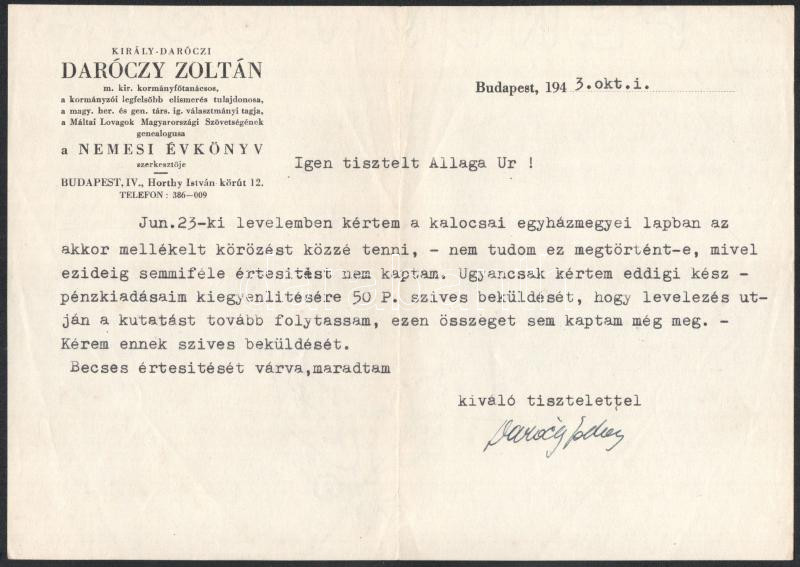 KIRÁLY-DARÓCZI
DARÓCZY ZOLTÁN
m. kir. kormányfőtanácsos,
a kormányzói legfelsőbb elismerés tulajdonosa,
a magy. her. és gen. társ. ig. választmányi tagja,
a Máltai Lovagok Magyarországi Szövetségének
genealogusa
a NEMESI ÉVKÖNYV
szerkesztője
BUDAPEST, IV., Horthy István-körút 12.
TELEFON : 386—009
Budapest, 194 3.okt.i.
Igen tisztelt Allaga Ur !
Jun.23-ki levelemben kértem a kalocsai egyházmegyei lapban az
akkor mellékelt körözést közzé tenni, - nem tudom ez megtörtént-e, mivel
ezideig semmiféle értesitést nem kaptam. Ugyancsak kértem eddigi kész -
pénzkiadásaim kiegyenlitésére 50 P. szives beküldését, hogy levelezés ut-
ján a kutatást tovább folytassam, ezen összeget sem kaptam még meg. -
Kérem ennek szives beküldését.
Becses értesitését várva,maradtam
kiváló tisztelettel
Daróczy Zoltán